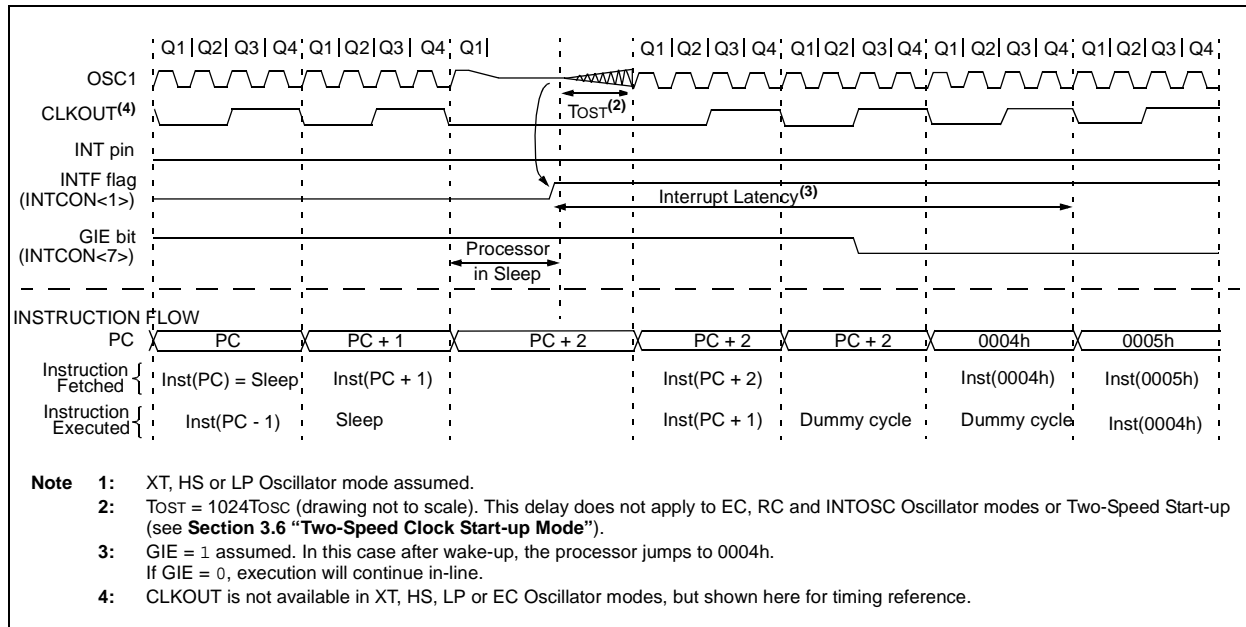 Q1 Q2 Q3 Q4 Q1 Q2 Q3 Q4 Q1 Q1 Q2 Q3 Q4 Q1 Q2 Q3 Q4 Q1 Q2 Q3 Q4 Q1 Q2 Q3 Q4
OSC1
CLKOUT(4)
TOST(2)
INT pin
INTF flag
(INTCON<1>)
Interrupt Latency(3)
GIE bit
(INTCON<7>)
Processor
in Sleep
INSTRUCTION FLOW
PC PC PC + 1 PC + 2 PC + 2 PC + 2 0004h 0005h
Instruction
Fetched
Inst(PC) = Sleep Inst(PC + 1) Inst(PC + 2) Inst(0004h) Inst(0005h)
Instruction
Executed
Inst(PC - 1) Sleep Inst(PC + 1) Dummy cycle Dummy cycle Inst(0004h)
Note 1: XT, HS or LP Oscillator mode assumed.
2: TOST = 1024TOSC (drawing not to scale). This delay does not apply to EC, RC and INTOSC Oscillator modes or Two-Speed Start-up
(see Section 3.6 “Two-Speed Clock Start-up Mode”).
3: GIE = 1 assumed. In this case after wake-up, the processor jumps to 0004h.
If GIE = 0, execution will continue in-line.
4: CLKOUT is not available in XT, HS, LP or EC Oscillator modes, but shown here for timing reference.